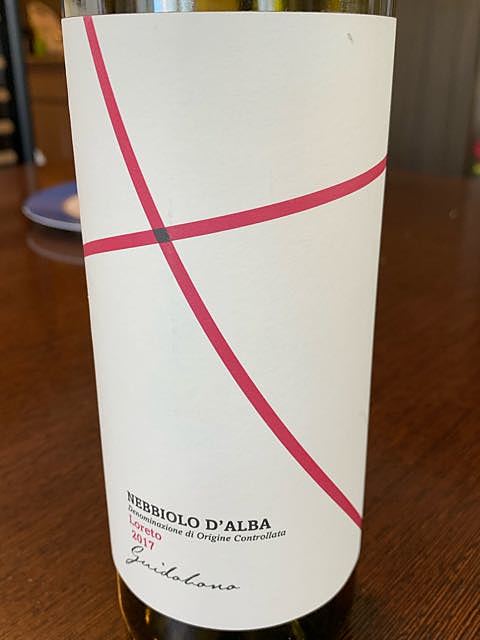 NEBBIOLO D'ALBA
Denominazione di Origine Controllata
Loreto
2017
Guidobono